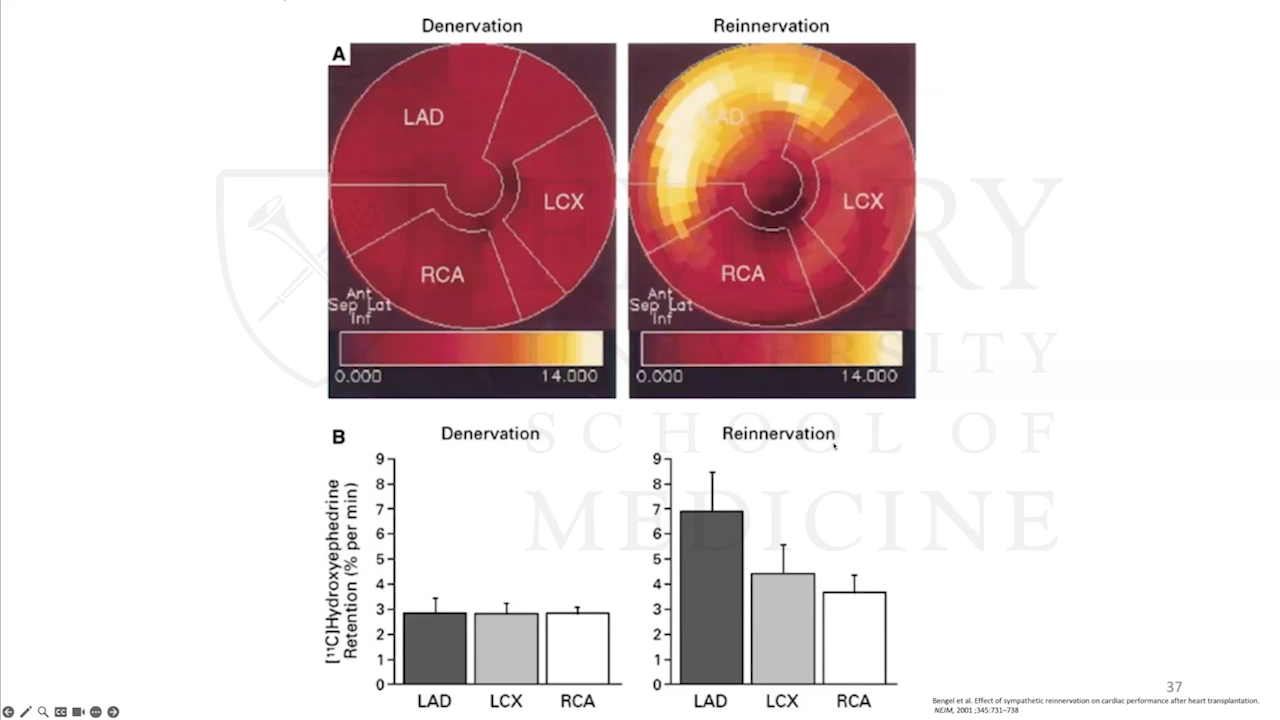 Denervation
Reinnervation
A
LAD
LCX
RCA
Ant
Sep Lat
Inf
0.000
14.000
LAD
LCX
RCA
Ant
Sep Lat
Inf
0.000
14.000
EMORY
UNIVERSITY
SCHOOL OF
MEDICINE
B
Denervation
Reinnervation
[¹¹C]Hydroxyephedrine
Retention (% per min)
9
8
7
6
5
4
3
2
1
0
LAD
LCX
RCA
9
8
7
6
5
4
3
2
1
0
LAD
LCX
RCA
37
Bengel et al. Effect of sympathetic reinnervation on cardiac performance after heart transplantation.
NEJM, 2001 ;345:731–738